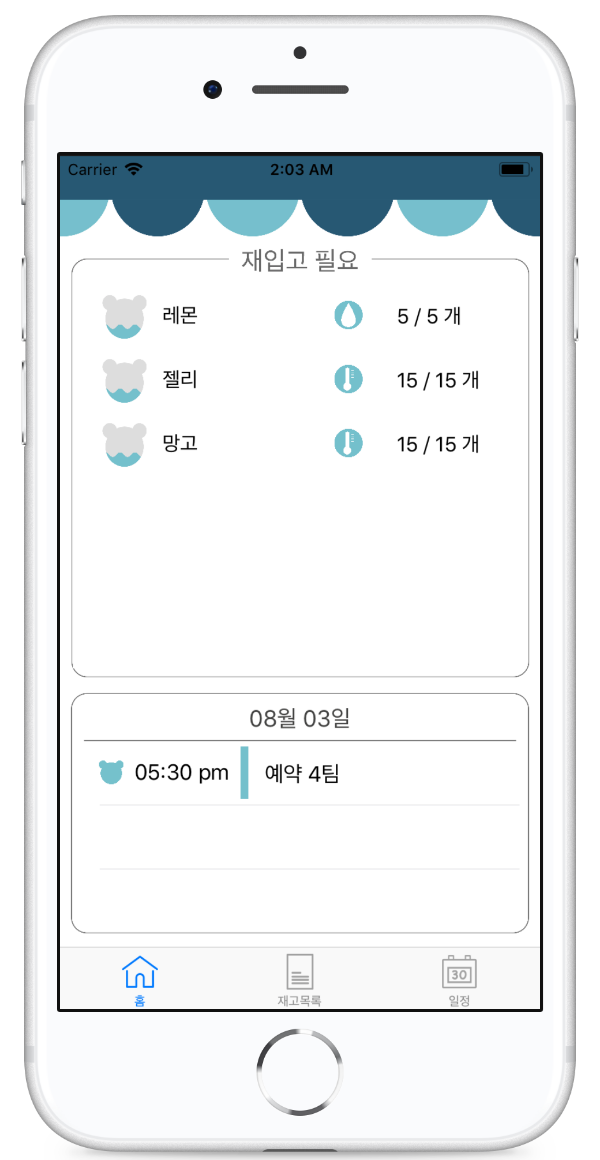 Carrier 2:03 AM
재입고 필요
레몬 5 / 5 개
젤리 15 / 15 개
망고 15 / 15 개
08월 03일
05:30 pm 예약 4팀
30
홈 재고목록 일정